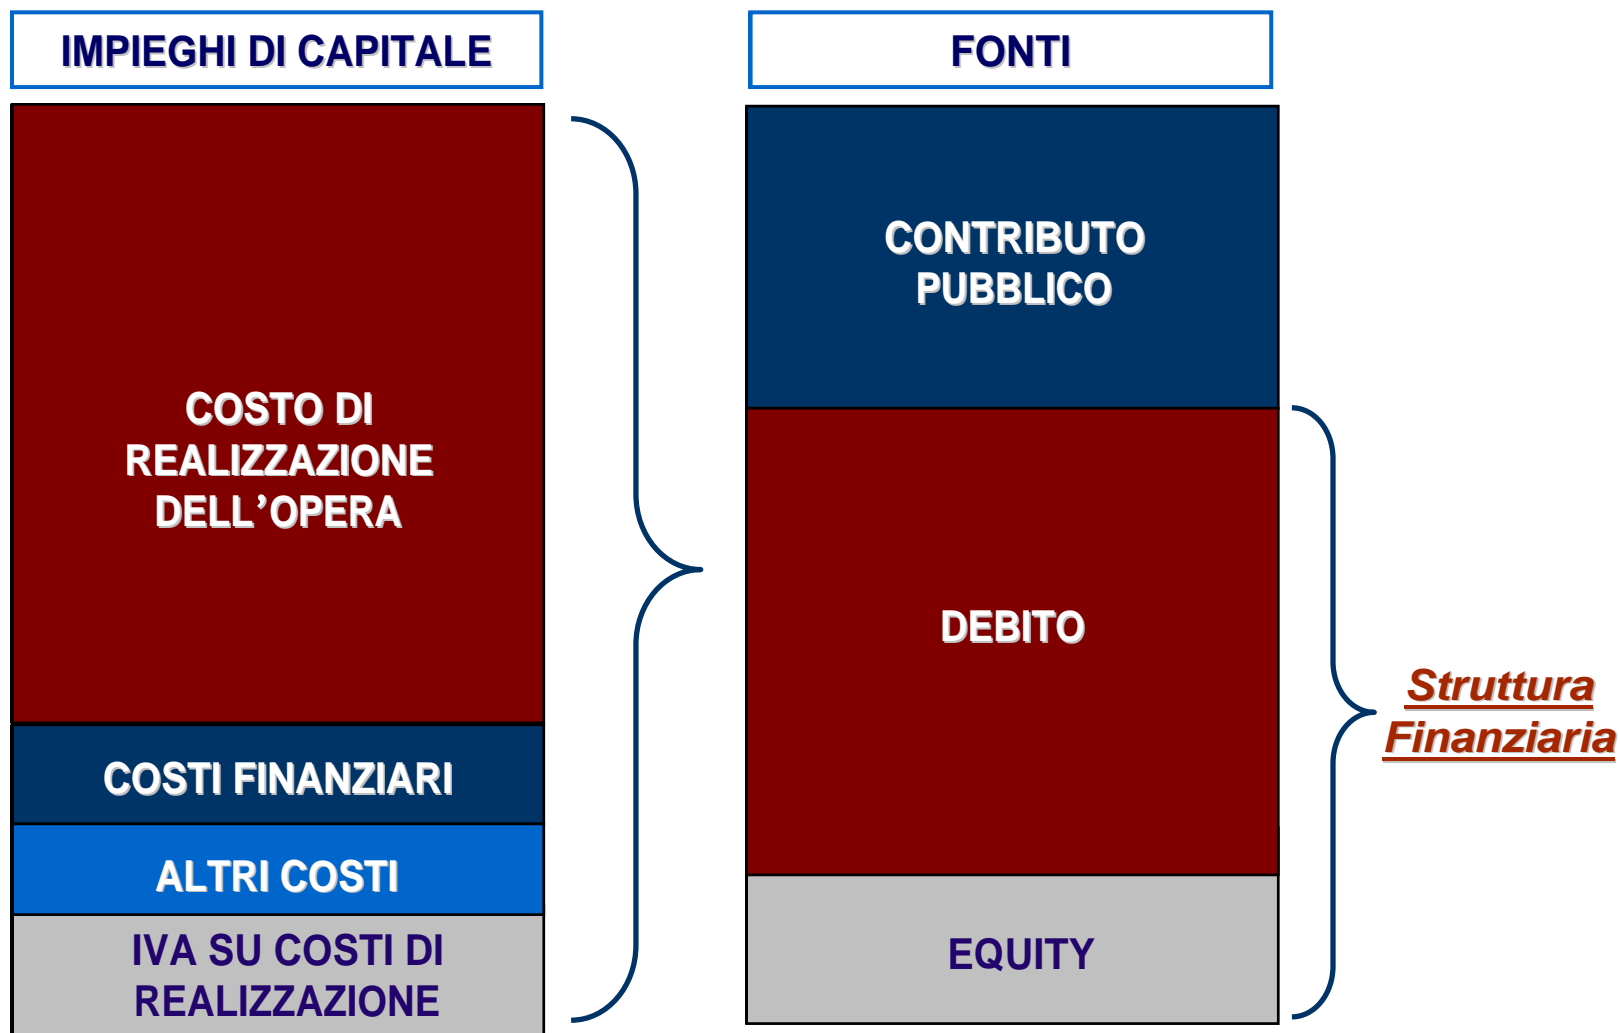 IMPIEGHI DI CAPITALE
COSTO DI
REALIZZAZIONE
DELL’OPERA
COSTI FINANZIARI
ALTRI COSTI
IVA SU COSTI DI
REALIZZAZIONE
FONTI
CONTRIBUTO
PUBBLICO
DEBITO
EQUITY
Struttura
Finanziaria